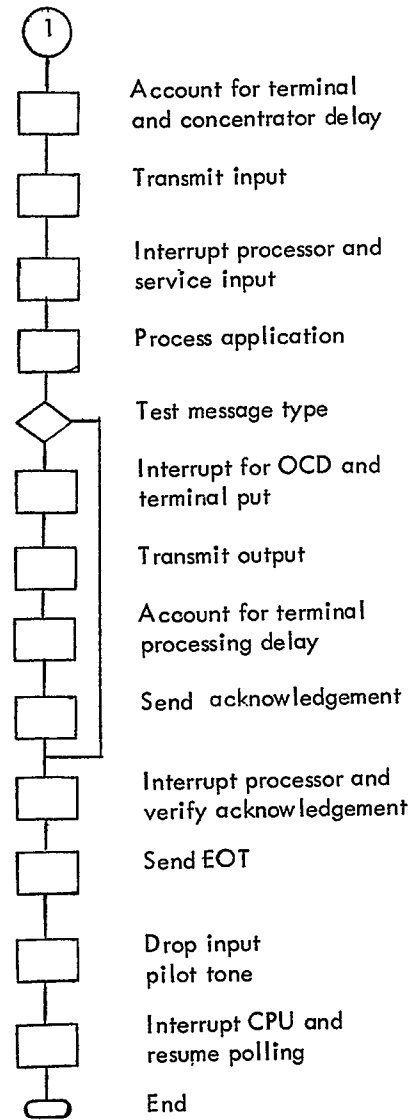 1
Account for terminal
and concentrator delay
Transmit input
Interrupt processor and
service input
Process application
Test message type
Interrupt for OCD and
terminal put
Transmit output
Account for terminal
processing delay
Send acknowledgement
Interrupt processor and
verify acknowledgement
Send EOT
Drop input
pilot tone
Interrupt CPU and
resume polling
End